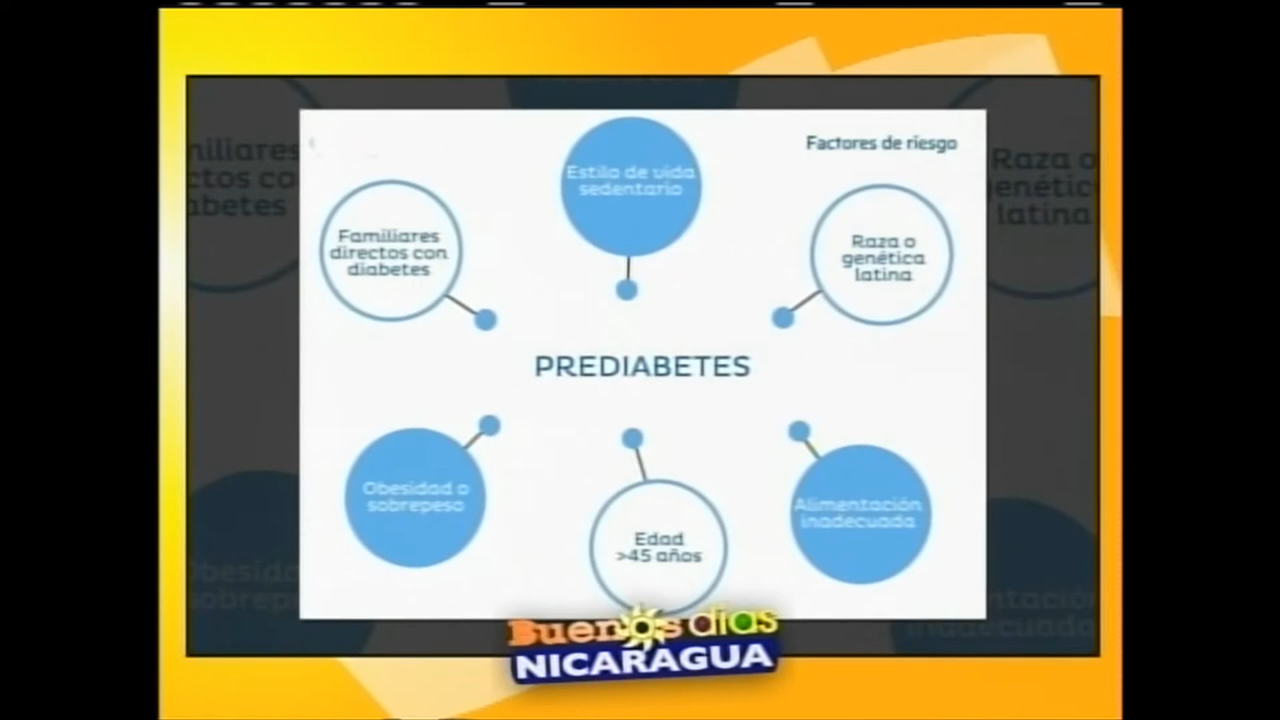 Factores de riesgo
Estilo de vida
sedentario
Familiares
directos con
diabetes
Raza o
genética
latina
PREDIABETES
Obesidad o
sobrepeso
Edad
>45 años
Alimentación
inadecuada
Buenos días
NICARAGUA